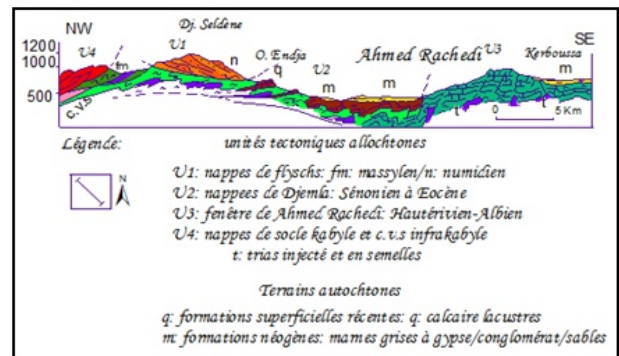 NW
Dj. Seldène
SE
1200
1000
500
U4
fm
U1
n
O. Endja
q
t
U2
m
m
Ahmed Rachedi
U3
Kerboussa
m
c.v.s
t
t
0 5 Km
Légende:
unités tectoniques allochtones
N
U1: nappes de flyschs: fm: massylen/n: numidien
U2: nappees de Djemla: Sénonien à Eocène
U3: fenêtre de Ahmed Rachedi: Hautérivien-Albien
U4: nappes de socle kabyle et c.v.s infrakabyle
t: trias injecté et en semelles
Terrains autochtones
q: formations superficielles récentes: q: calcaire lacustres
m: formations néogènes: marnes grises à gypse/conglomérat/sables